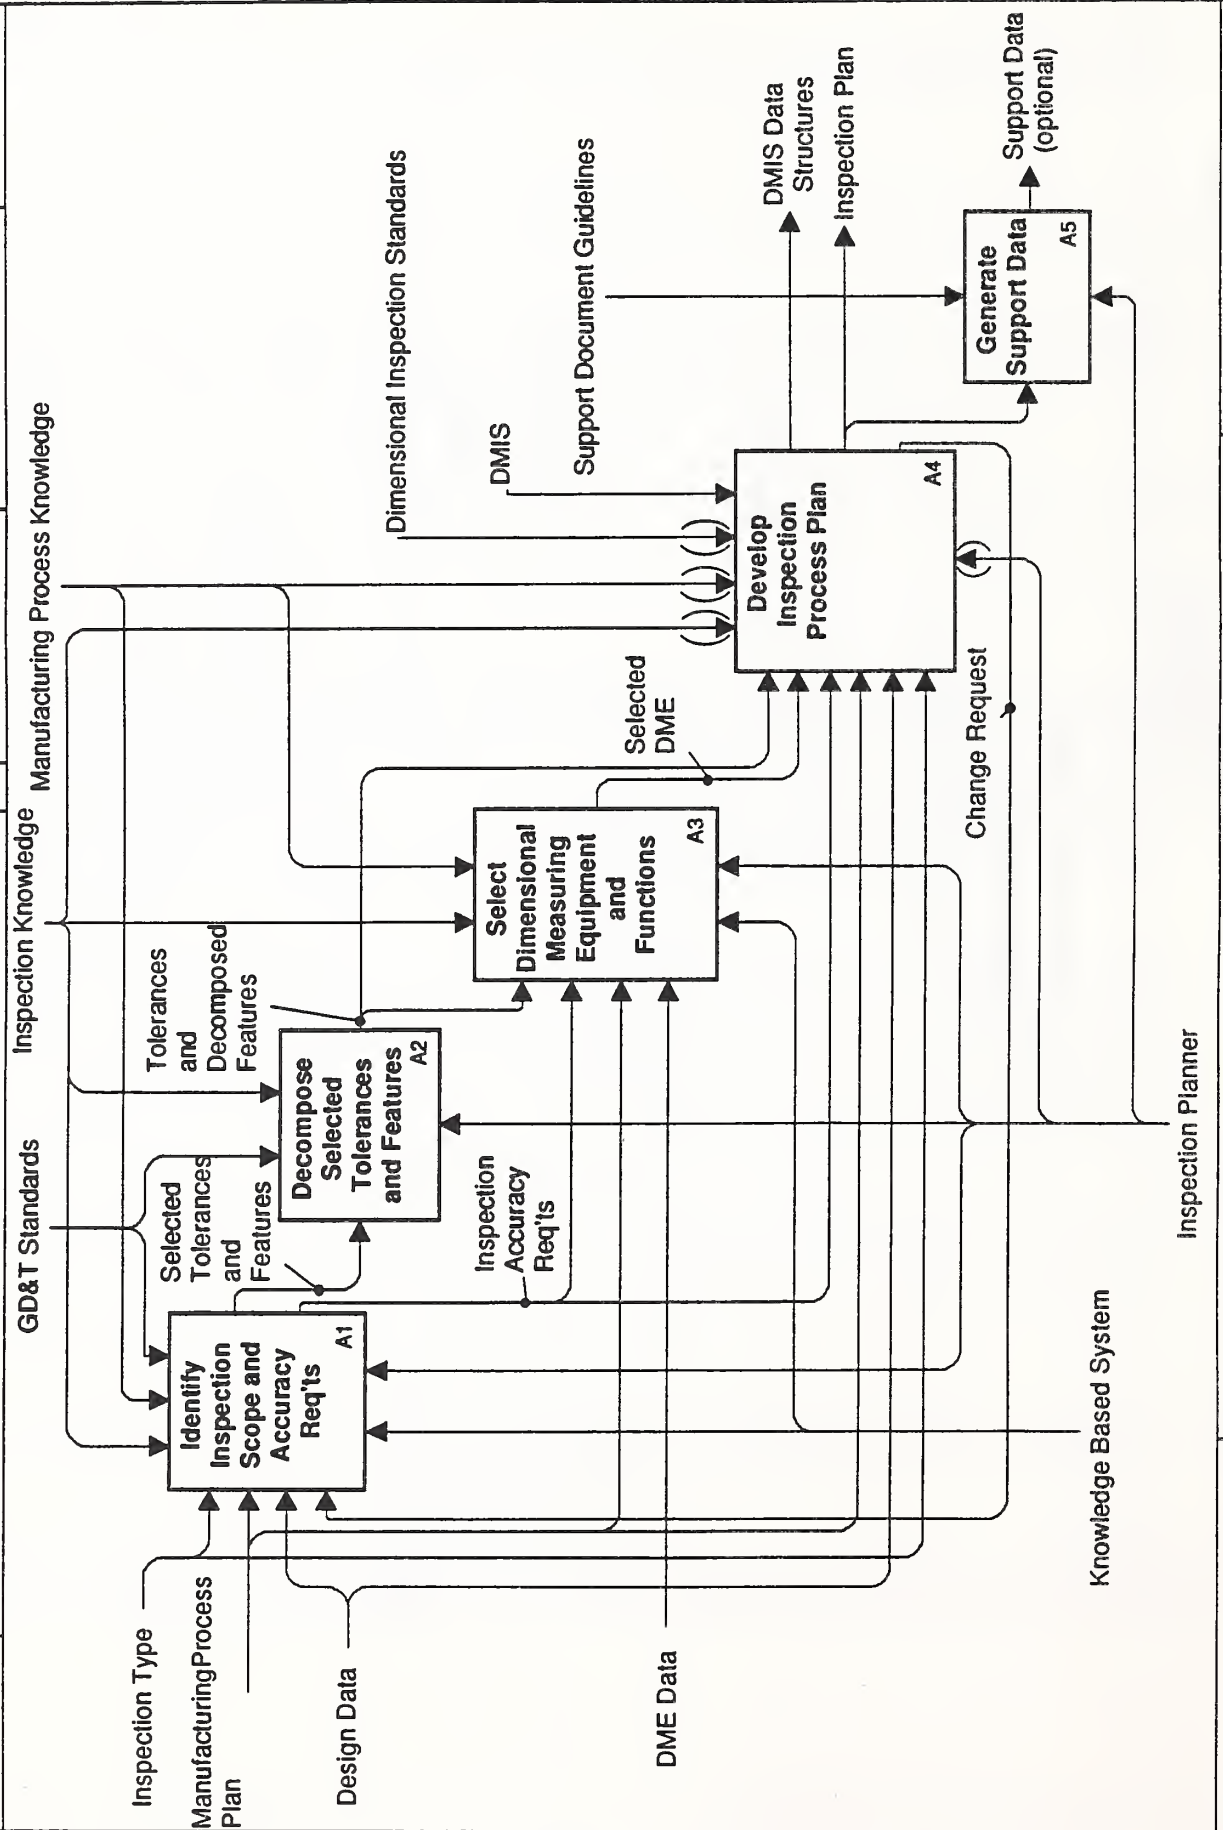 GD&T Standards
Inspection Knowledge
Manufacturing Process Knowledge
Dimensional Inspection Standards
DMIS
Support Document Guidelines
Inspection Type
ManufacturingProcess
Plan
Design Data
DME Data
Identify
Inspection
Scope and
Accuracy
Req'ts
A1
Selected
Tolerances
and
Features
Decompose
Selected
Tolerances
and Features
A2
Tolerances
and
Decomposed
Features
Inspection
Accuracy
Req'ts
Select
Dimensional
Measuring
Equipment
and
Functions
A3
Selected
DME
Develop
Inspection
Process Plan
A4
Change Request
DMIS Data
Structures
Inspection Plan
Generate
Support Data
A5
Support Data
(optional)
Knowledge Based System
Inspection Planner